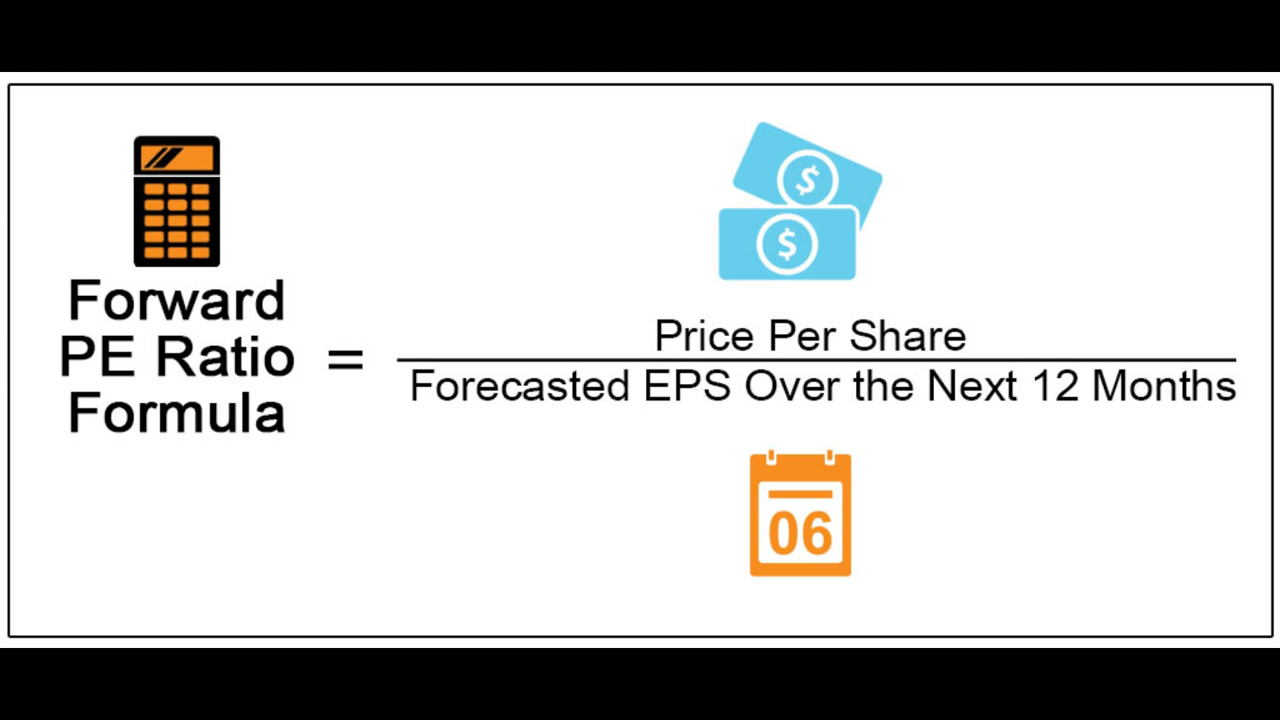 Forward
PE Ratio
Formula
=
Price Per Share
Forecasted EPS Over the Next 12 Months
$
$
06